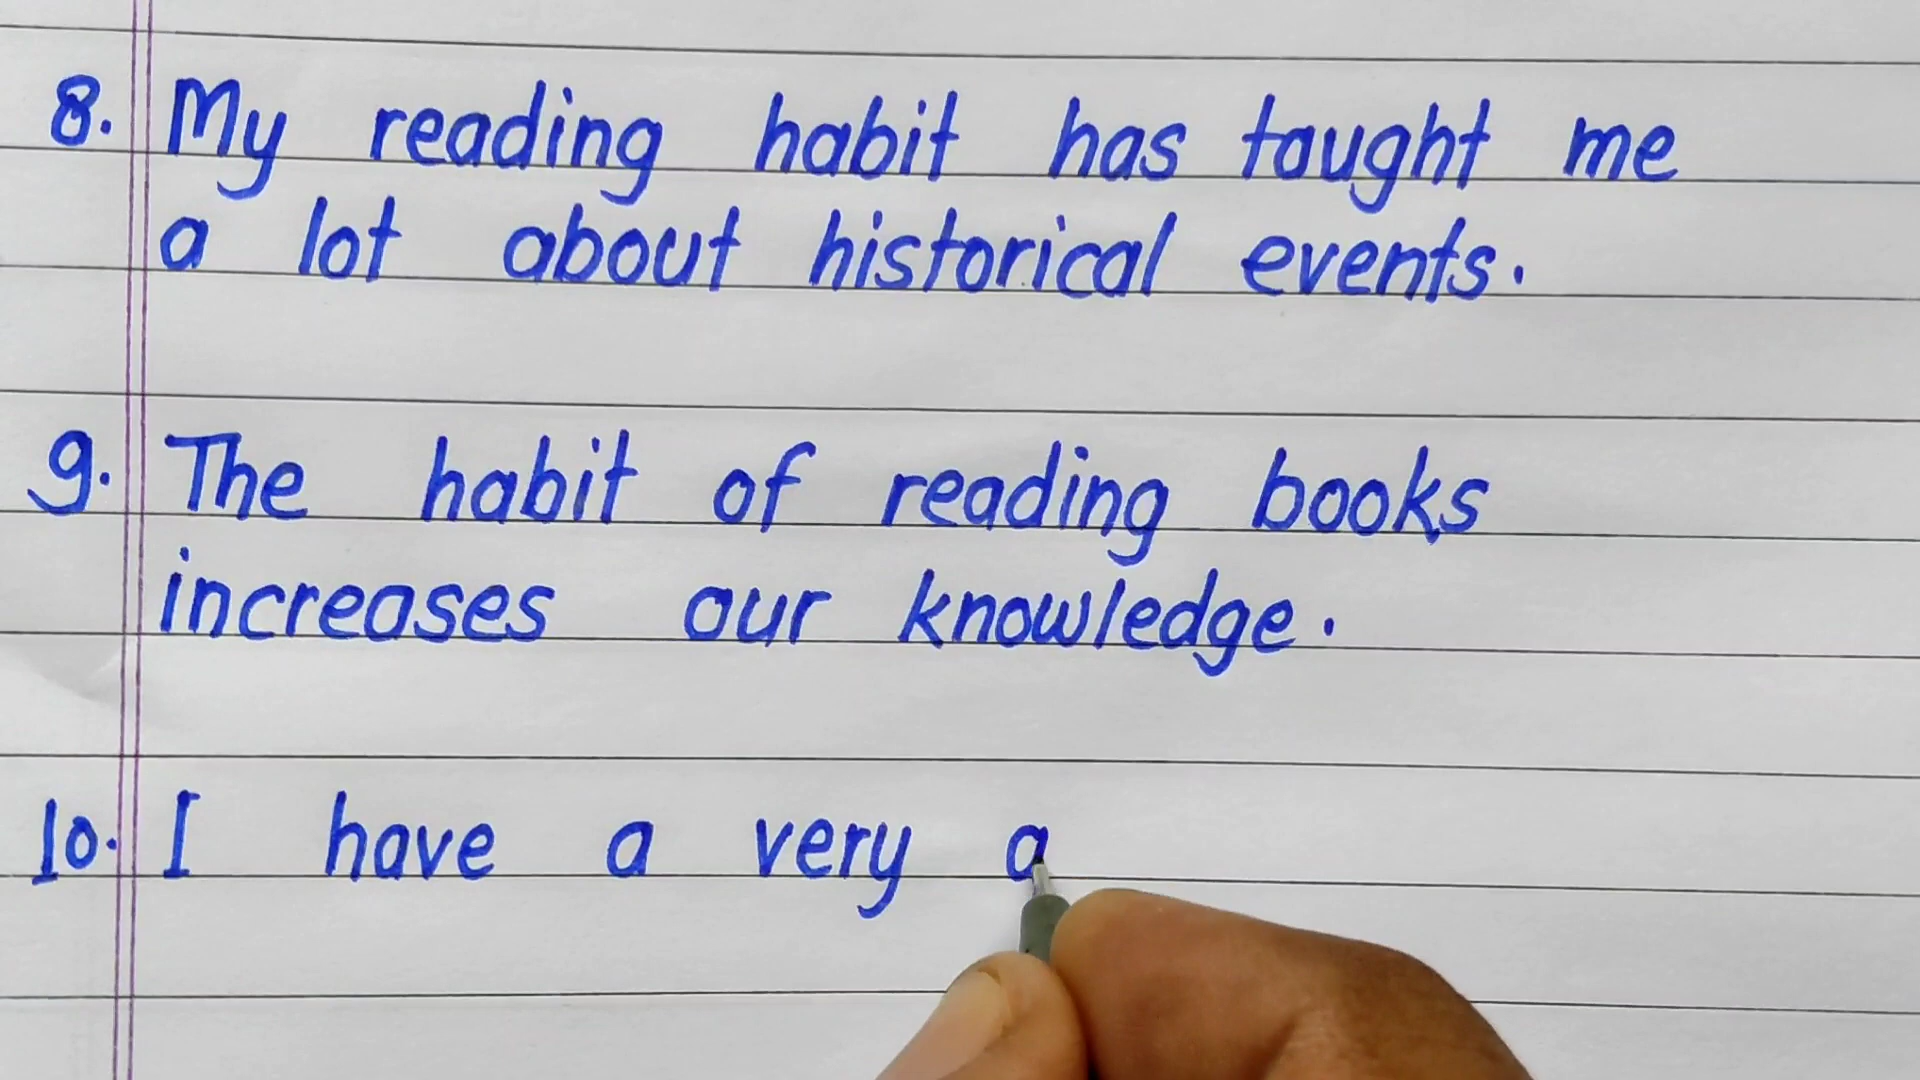 8. My reading habit has taught me
a lot about historical events.
9. The habit of reading books
increases our knowledge.
10. I have a very a